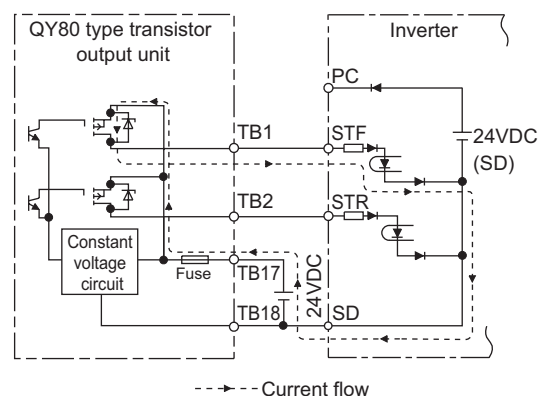 QY80 type transistor
output unit
Inverter
PC
TB1
STF
24VDC
(SD)
TB2
STR
Constant
voltage
circuit
Fuse
TB17
24VDC
TB18
SD
Current flow